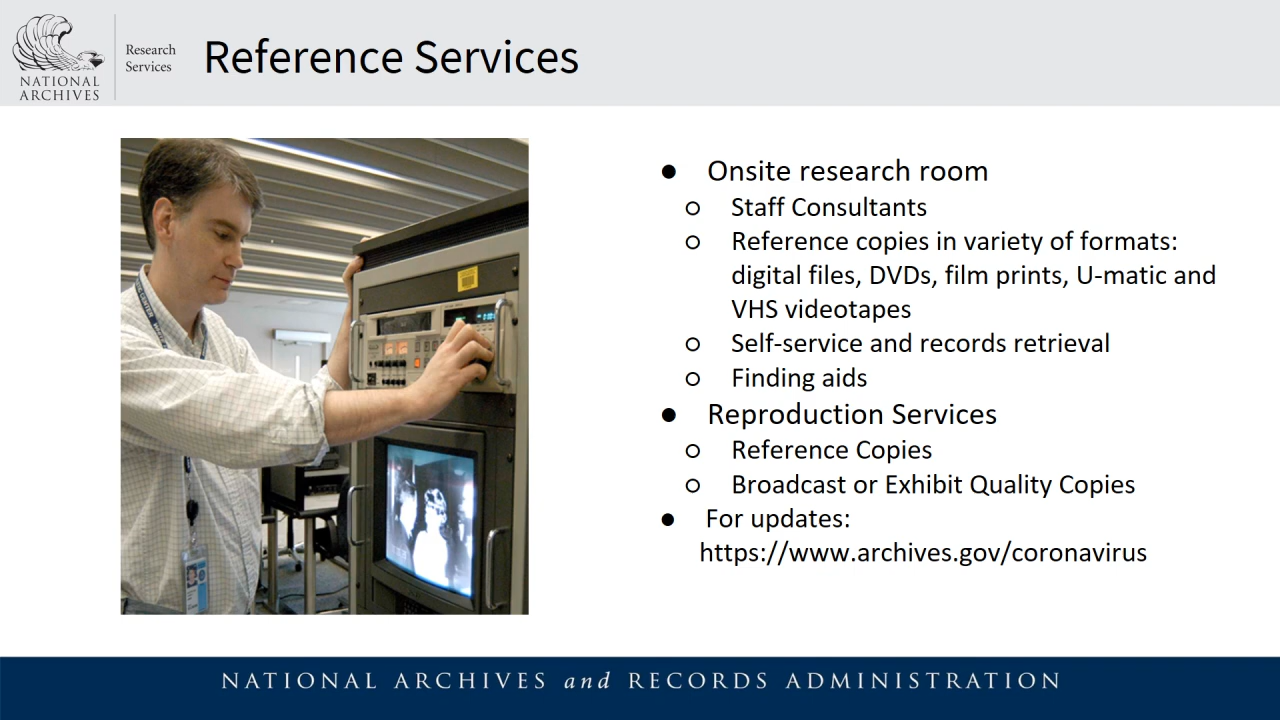 NATIONAL
ARCHIVES
Research
Services
Reference Services
● Onsite research room
○ Staff Consultants
○ Reference copies in variety of formats:
digital files, DVDs, film prints, U-matic and
VHS videotapes
○ Self-service and records retrieval
○ Finding aids
● Reproduction Services
○ Reference Copies
○ Broadcast or Exhibit Quality Copies
● For updates:
https://www.archives.gov/coronavirus
NATIONAL ARCHIVES and RECORDS ADMINISTRATION